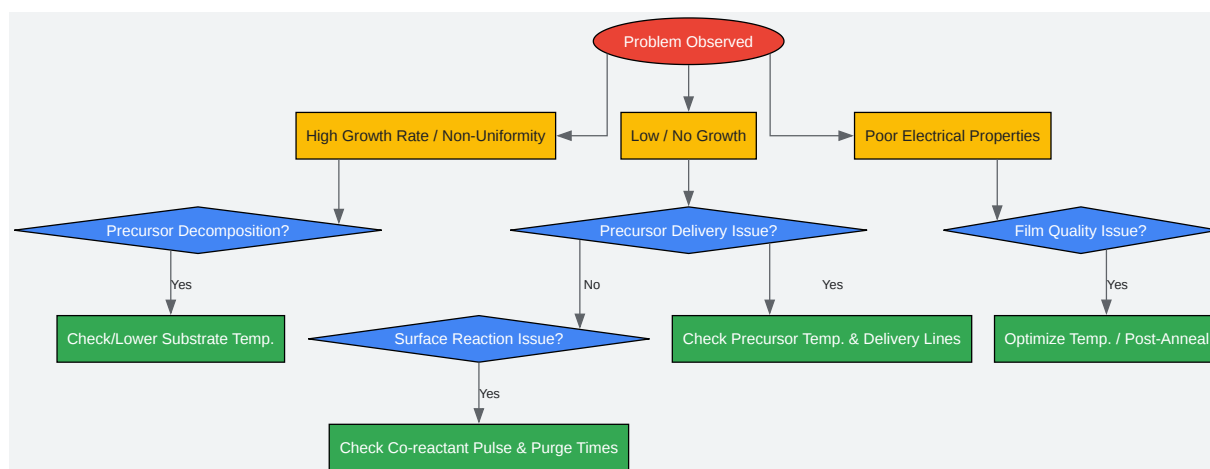 Problem Observed
High Growth Rate / Non-Uniformity
Low / No Growth
Poor Electrical Properties
Precursor Decomposition?
Precursor Delivery Issue?
Film Quality Issue?
Yes
No
Yes
Yes
Check/Lower Substrate Temp.
Surface Reaction Issue?
Check Precursor Temp. & Delivery Lines
Optimize Temp. / Post-Anneal
Yes
Check Co-reactant Pulse & Purge Times